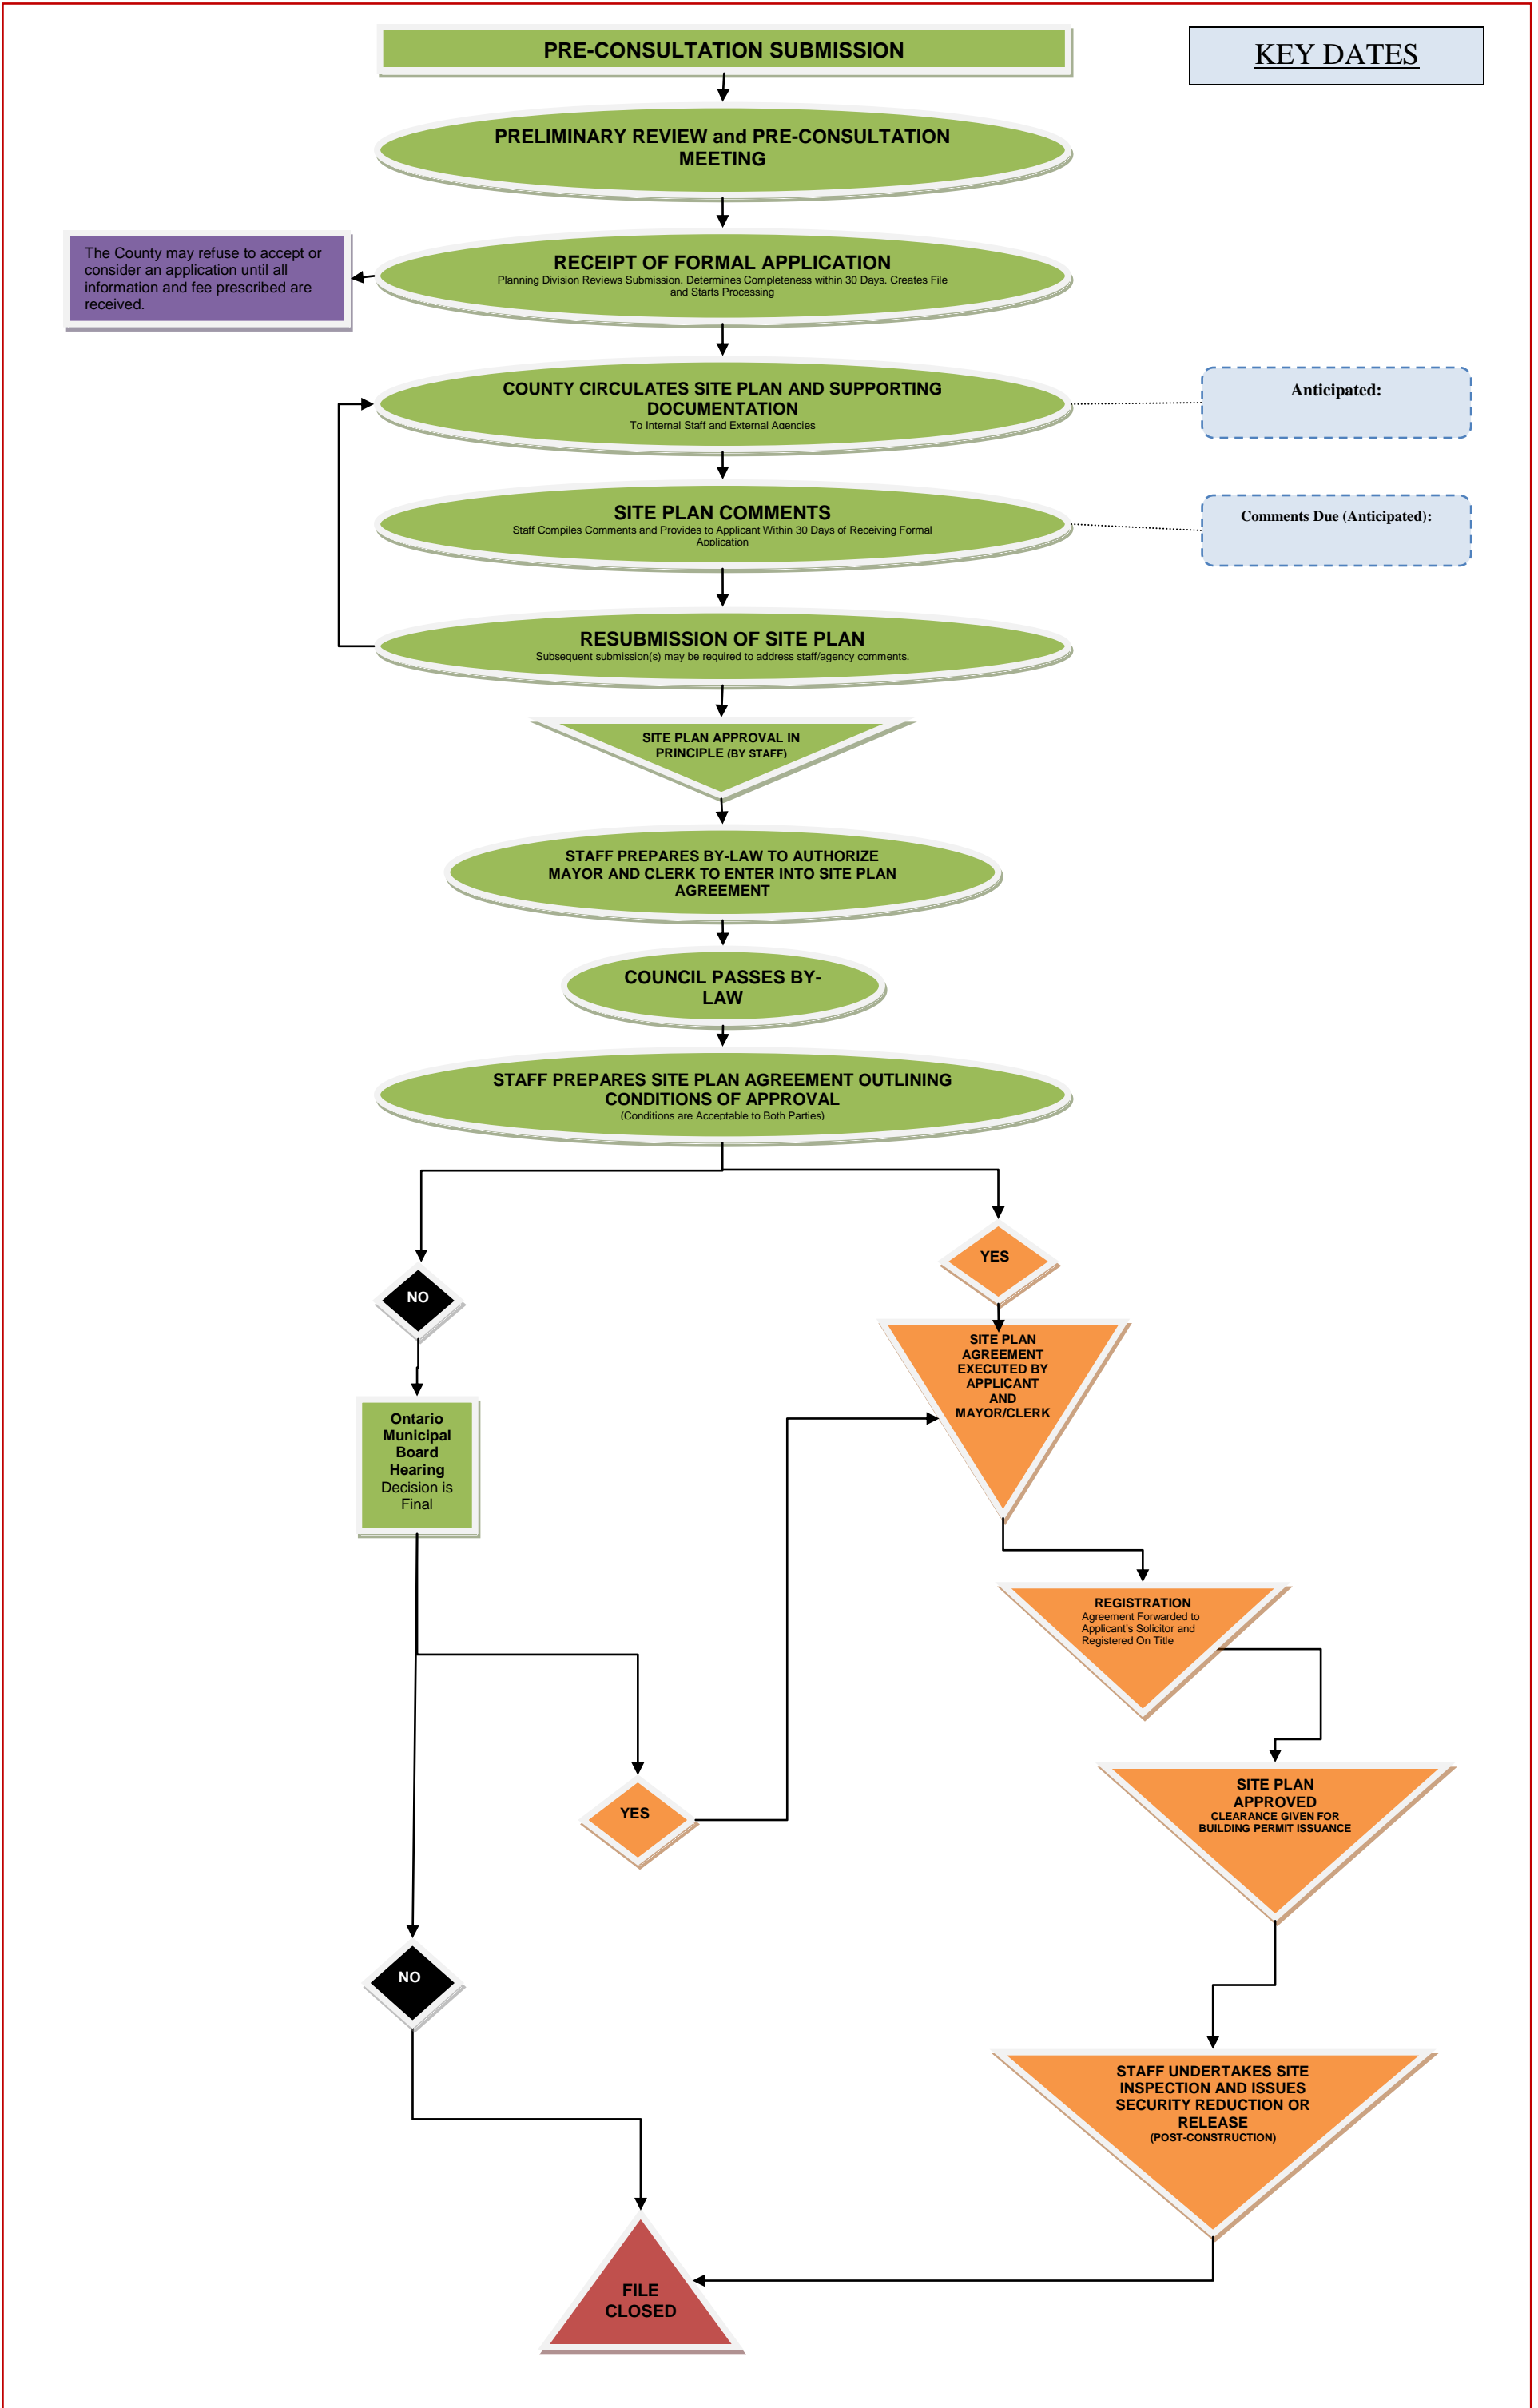 PRE-CONSULTATION SUBMISSION
KEY DATES
PRELIMINARY REVIEW and PRE-CONSULTATION
MEETING
The County may refuse to accept or
consider an application until all
information and fee prescribed are
received.
RECEIPT OF FORMAL APPLICATION
Planning Division Reviews Submission. Determines Completeness within 30 Days. Creates File
and Starts Processing
COUNTY CIRCULATES SITE PLAN AND SUPPORTING
DOCUMENTATION
To Internal Staff and External Agencies
Anticipated:
SITE PLAN COMMENTS
Staff Compiles Comments and Provides to Applicant Within 30 Days of Receiving Formal
Application
Comments Due (Anticipated):
RESUBMISSION OF SITE PLAN
Subsequent submission(s) may be required to address staff/agency comments.
SITE PLAN APPROVAL IN
PRINCIPLE (BY STAFF)
STAFF PREPARES BY-LAW TO AUTHORIZE
MAYOR AND CLERK TO ENTER INTO SITE PLAN
AGREEMENT
COUNCIL PASSES BY-
LAW
STAFF PREPARES SITE PLAN AGREEMENT OUTLINING
CONDITIONS OF APPROVAL
(Conditions are Acceptable to Both Parties)
YES
NO
SITE PLAN
AGREEMENT
EXECUTED BY
APPLICANT
AND
MAYOR/CLERK
Ontario
Municipal
Board
Hearing
Decision is
Final
REGISTRATION
Agreement Forwarded to
Applicant's Solicitor and
Registered On Title
SITE PLAN
APPROVED
CLEARANCE GIVEN FOR
BUILDING PERMIT ISSUANCE
YES
NO
STAFF UNDERTAKES SITE
INSPECTION AND ISSUES
SECURITY REDUCTION OR
RELEASE
(POST-CONSTRUCTION)
FILE
CLOSED